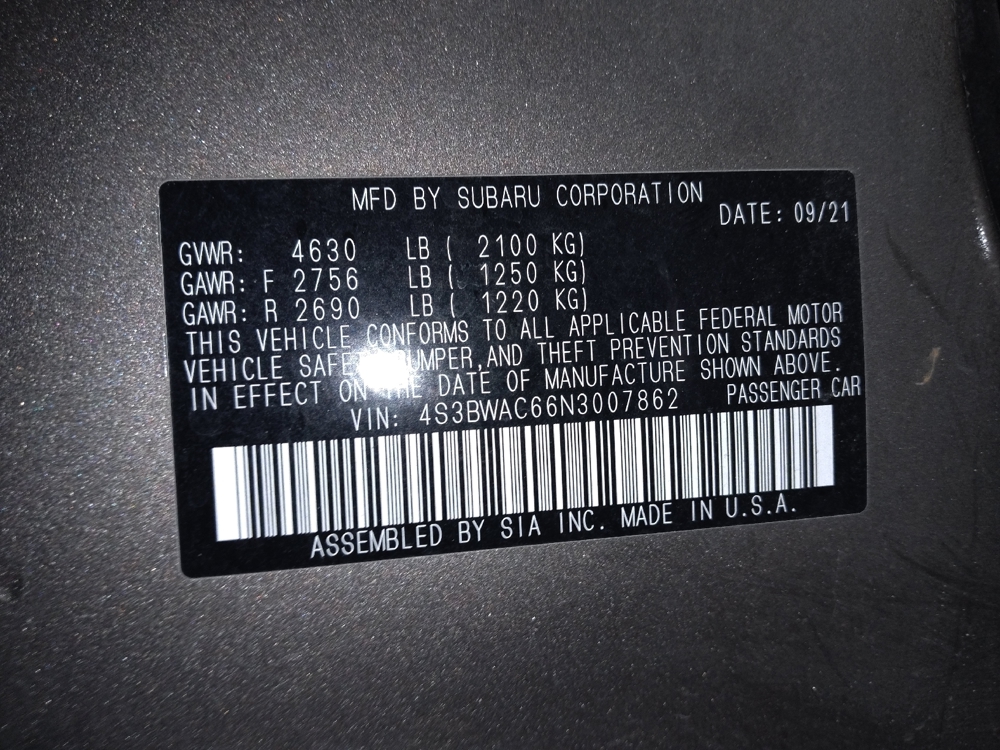 MFD BY SUBARU CORPORATION
DATE: 09/21
GVWR: 4630 LB ( 2100 KG)
GAWR: F 2756 LB ( 1250 KG)
GAWR: R 2690 LB ( 1220 KG)
THIS VEHICLE CONFORMS TO ALL APPLICABLE FEDERAL MOTOR
VEHICLE AND THEFT PREVENTION STANDARDS
IN EFFECT ON THE DATE OF MANUFACTURE SHOWN ABOVE.
VIN: 4S3BWAC66N3007862 PASSENGER CAR
ASSEMBLED BY SIA INC. MADE IN U.S.A.